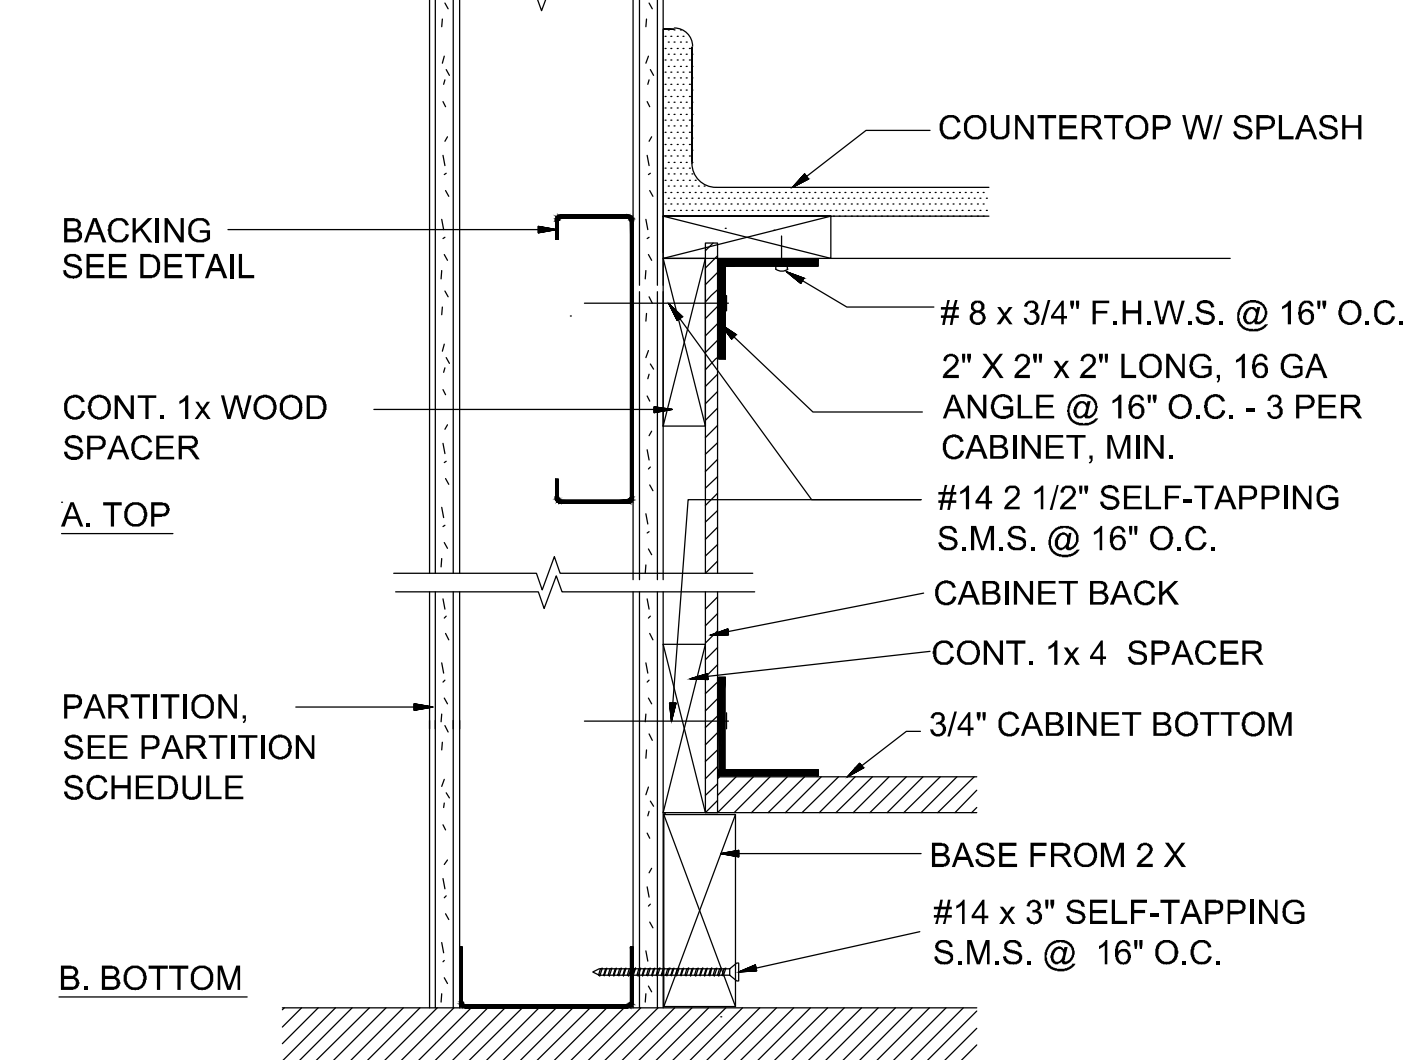 COUNTERTOP W/ SPLASH
BACKING
SEE DETAIL
# 8 x 3/4" F.H.W.S. @ 16" O.C.
2" X 2" x 2" LONG, 16 GA
ANGLE @ 16" O.C. - 3 PER
CABINET, MIN.
CONT. 1x WOOD
SPACER
A. TOP
#14 2 1/2" SELF-TAPPING
S.M.S. @ 16" O.C.
CABINET BACK
CONT. 1x 4 SPACER
PARTITION,
SEE PARTITION
SCHEDULE
3/4" CABINET BOTTOM
BASE FROM 2 X
#14 x 3" SELF-TAPPING
S.M.S. @ 16" O.C.
B. BOTTOM